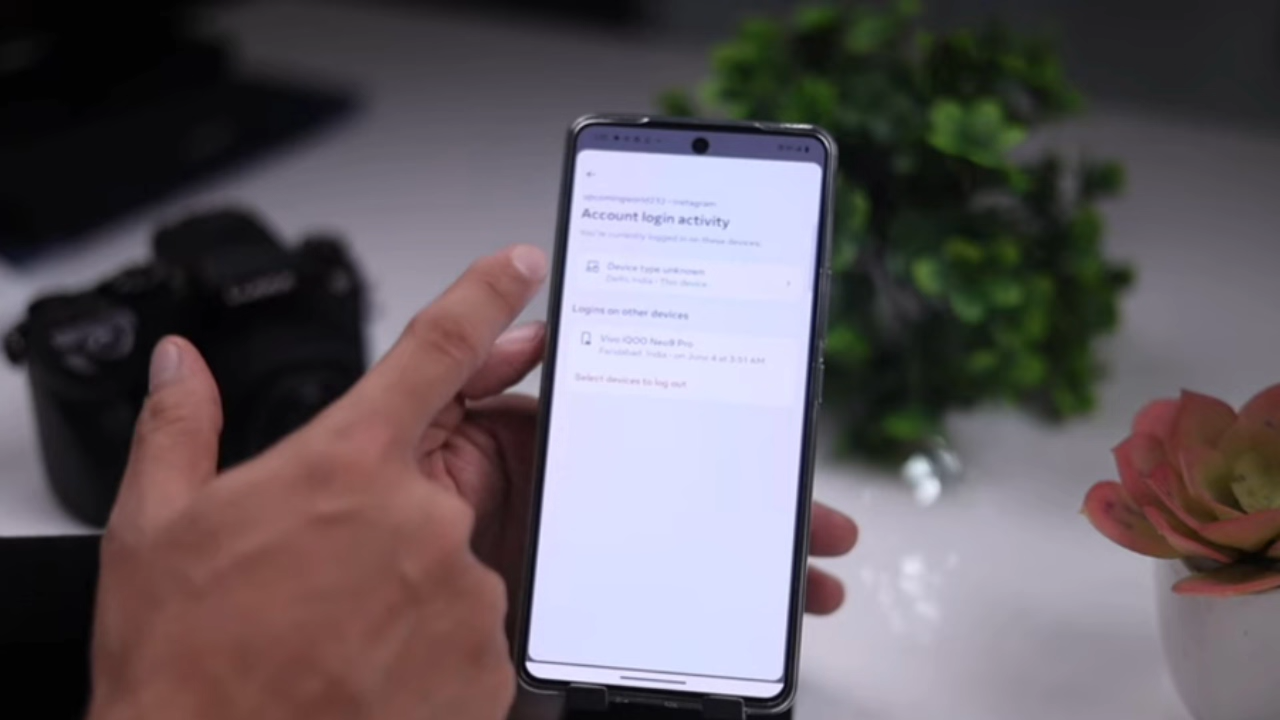 Account login activity
You're currently logged in on these devices.
Device type unknown
Delhi, India · This device
Logins on other devices
Vivo iQOO Neo8 Pro
Faridabad, India · on June 4 at 3:51 AM
Select devices to log out